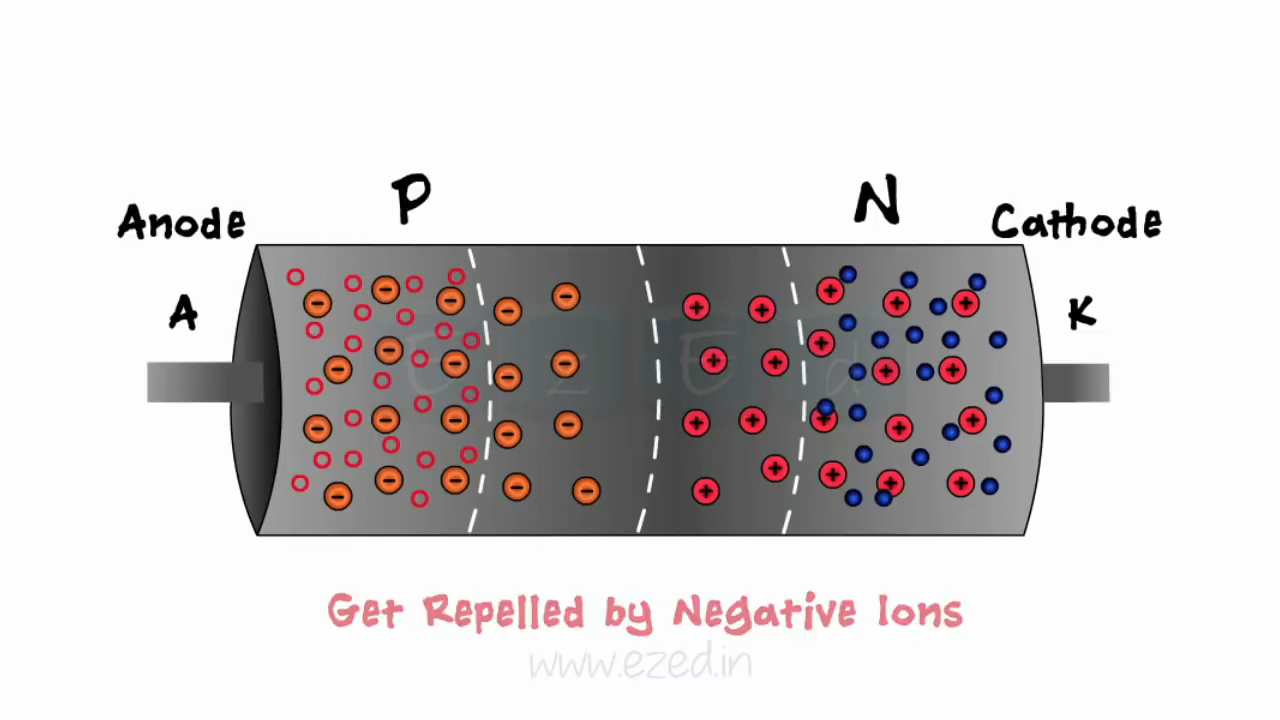 P
N
Anode
Cathode
A
K
E z E d
Get Repelled by Negative Ions
www.ezed.in